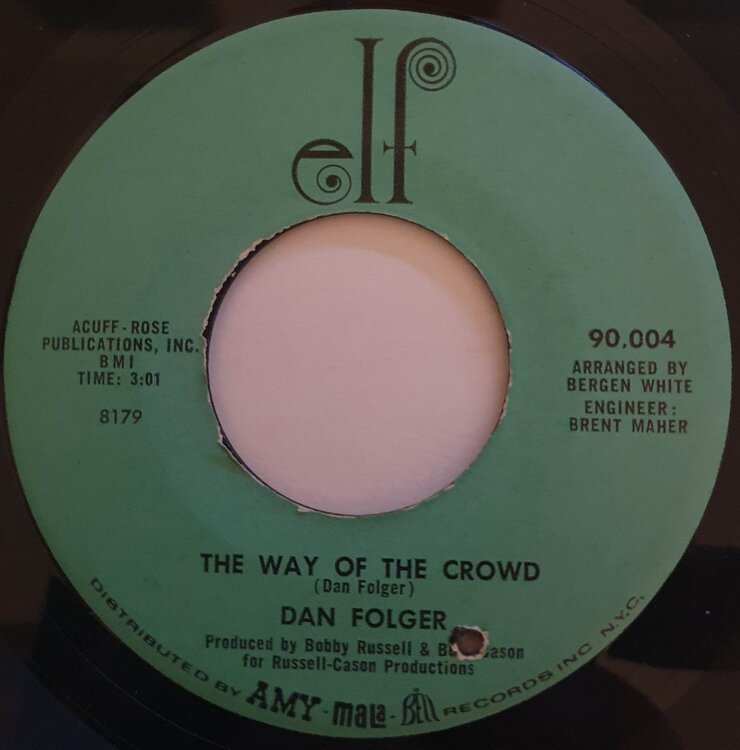 elf
ACUFF-ROSE
PUBLICATIONS, INC.
BMI
TIME: 3:01
8179
90.004
ARRANGED BY
BERGEN WHITE
ENGINEER:
BRENT MAHER
THE WAY OF THE CROWD
(Dan Folger)
DAN FOLGER
Produced by Bobby Russell &
for Russell-Cason Productions
DISTRIBUTED BY AMY-mala-BELL RECORDS INC N.Y.C.